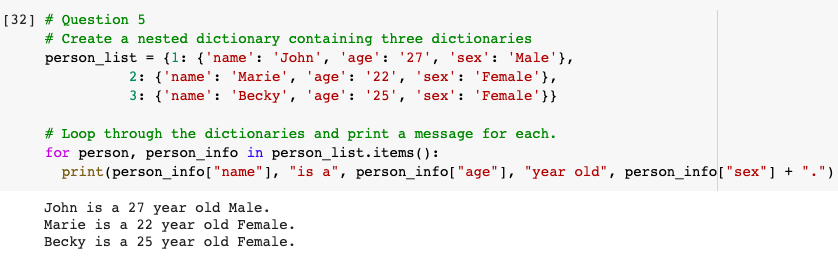 [32] # Question 5
# Create a nested dictionary containing three dictionaries
person_list = {1: {'name': 'John', 'age': '27', 'sex': 'Male'},
2: {'name': 'Marie', 'age': '22', 'sex': 'Female'},
3: {'name': 'Becky', 'age': '25', 'sex': 'Female'}}
# Loop through the dictionaries and print a message for each.
for person, person_info in person_list.items():
print(person_info["name"], "is a", person_info["age"], "year old", person_info["sex"] + ".")
John is a 27 year old Male.
Marie is a 22 year old Female.
Becky is a 25 year old Female.